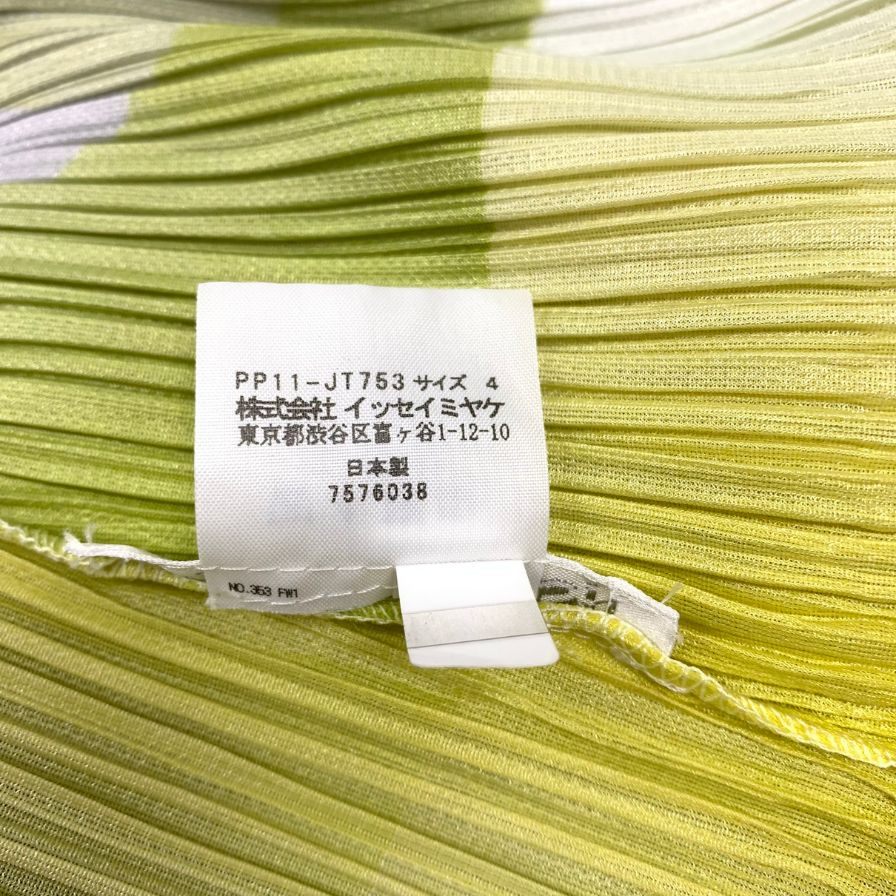 PP11-JT753 サイズ 4
株式会社 イッセイミヤケ
東京都渋谷区富ヶ谷1-12-10
日本製
7576038
NO.353 FW1